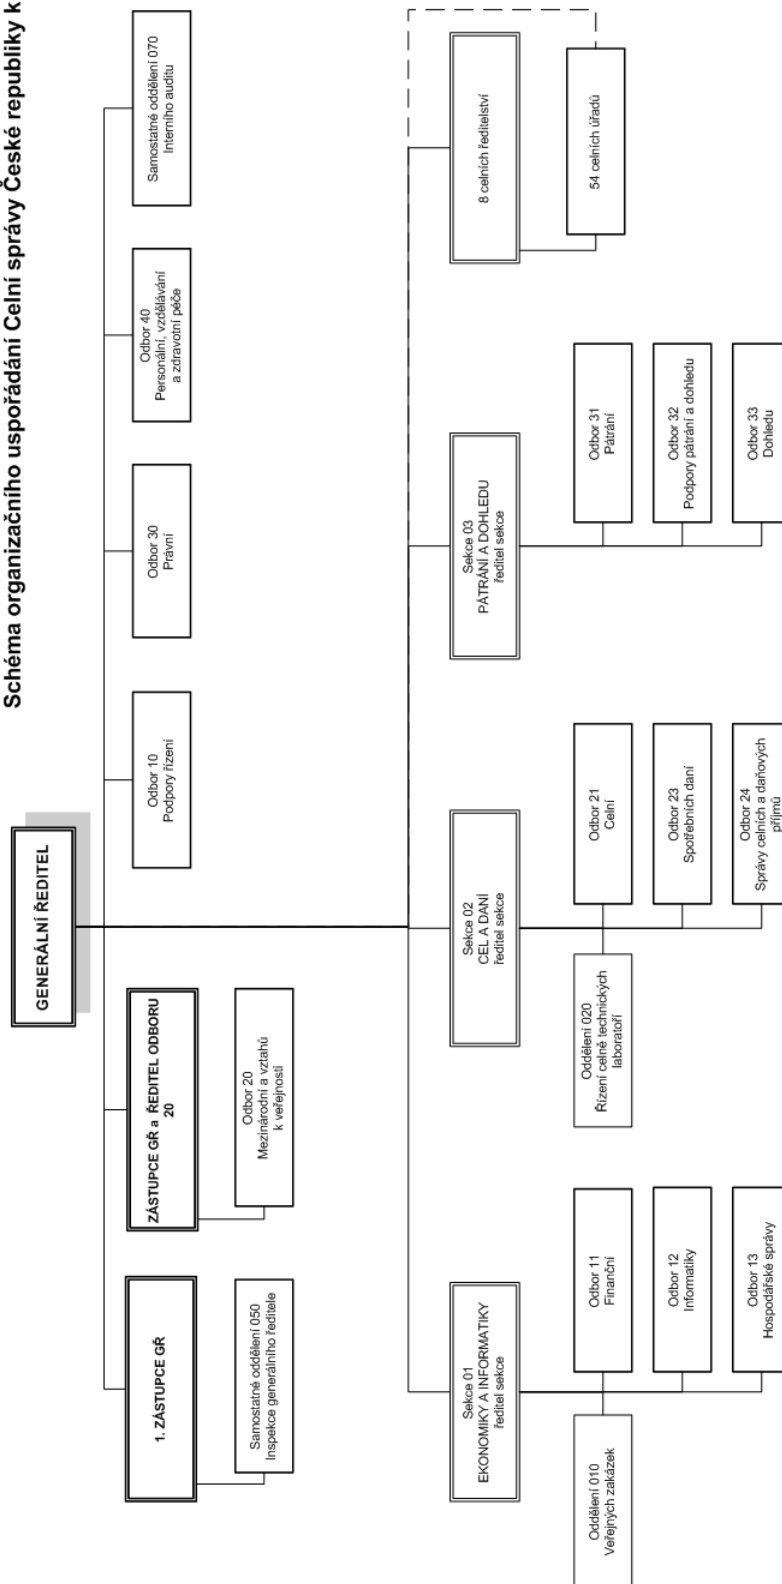 Schéma organizačního uspořádání Celní správy České republiky k
GENERÁLNÍ ŘEDITEL
1. ZÁSTUPCE GŘ
Samostatné oddělení 050
Inspekce generálního ředitele
ZÁSTUPCE GŘ a ŘEDITEL ODBORU
20
Odbor 20
Mezinárodní a vztahů
k veřejnosti
Odbor 10
Podpory řízení
Odbor 30
Právní
Odbor 40
Personální, vzdělávání
a zdravotní péče
Samostatné oddělení 070
Interního auditu
Sekce 01
EKONOMIKY A INFORMATIKY
ředitel sekce
Oddělení 010
Veřejných zakázek
Odbor 11
Finanční
Odbor 12
Informatiky
Odbor 13
Hospodářské správy
Sekce 02
CEL A DANÍ
ředitel sekce
Oddělení 020
Řízení celně technických
laboratoří
Odbor 21
Celní
Odbor 23
Spotřebních daní
Odbor 24
Správy celních a daňových
příjmů
Sekce 03
PÁTRÁNÍ A DOHLEDU
ředitel sekce
Odbor 31
Pátrání
Odbor 32
Podpory pátrání a dohledu
Odbor 33
Dohledu
8 celních ředitelství
54 celních úřadů